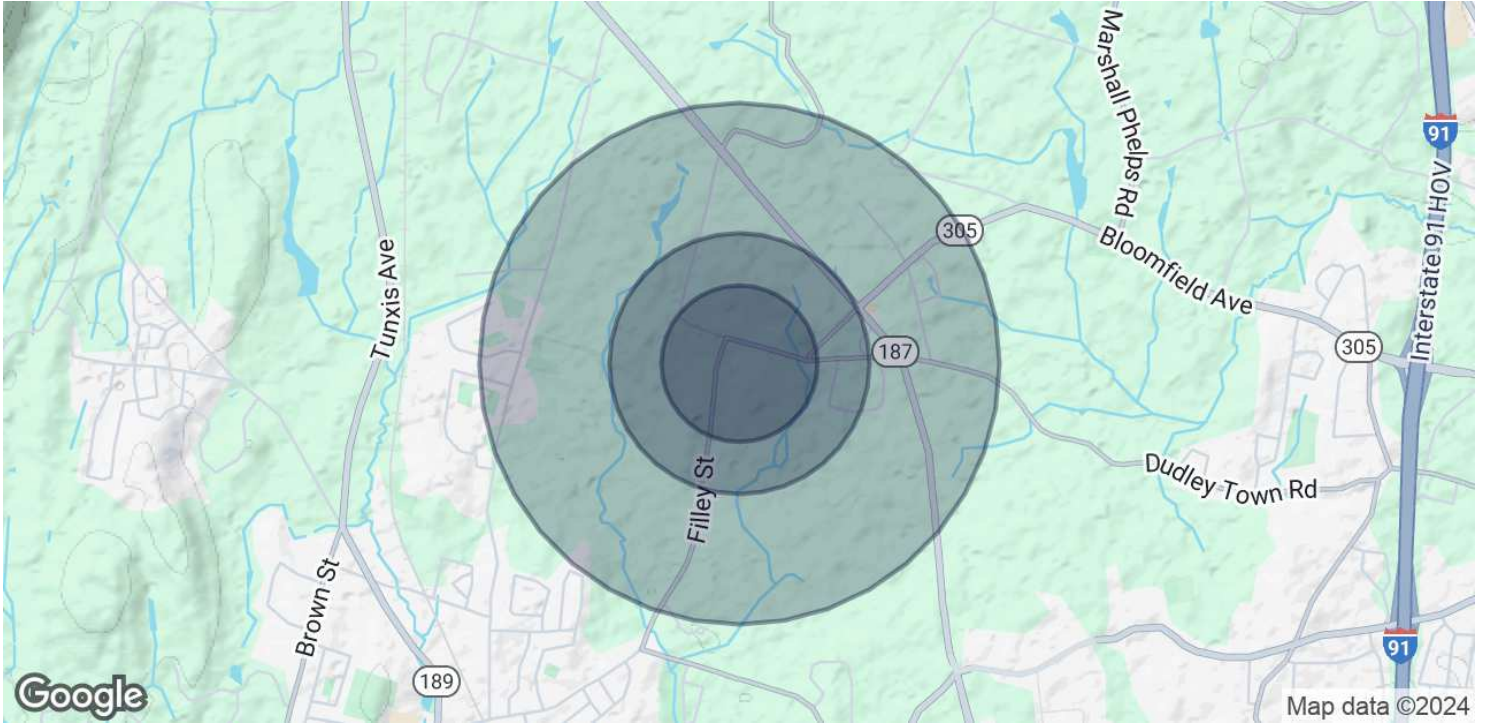 Marshall Phelps Rd
91
Interstate 91 HOV
305
Tunxis Ave
Bloomfield Ave
187
305
Filley St
Dudley Town Rd
Brown St
91
189
Google
Map data ©2024